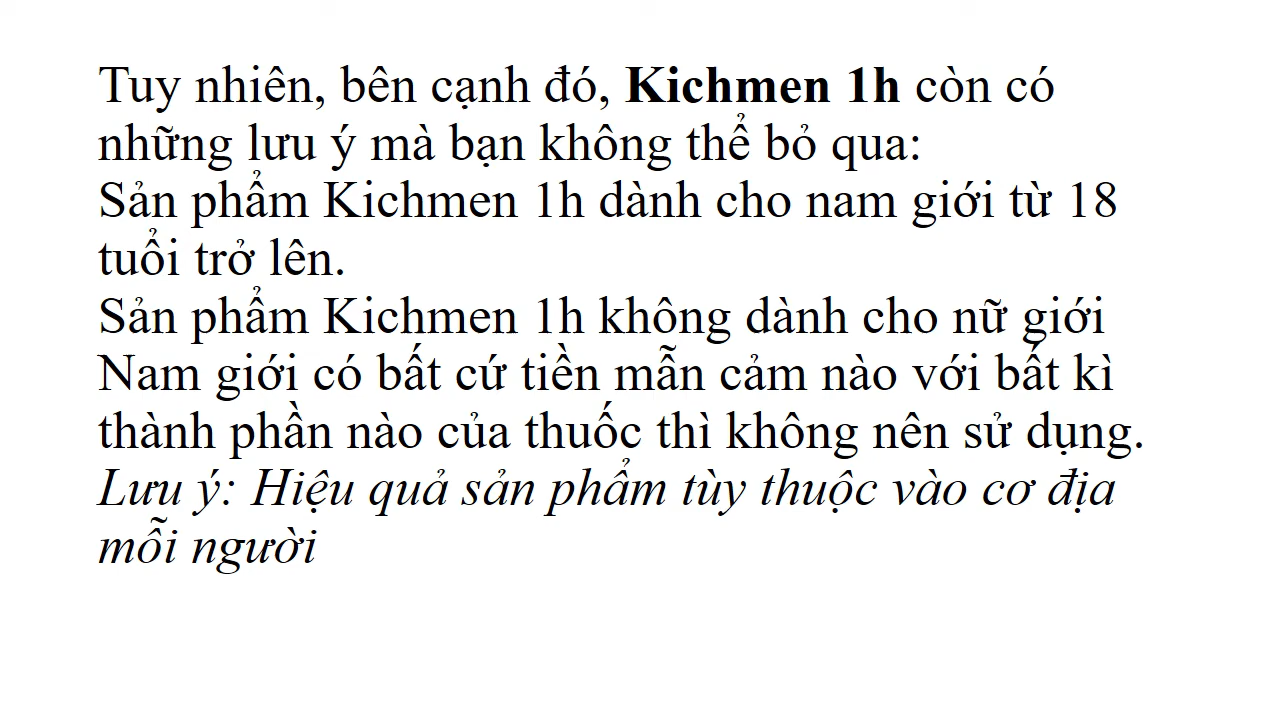 Tuy nhiên, bên cạnh đó, Kichmen 1h còn có
những lưu ý mà bạn không thể bỏ qua:
Sản phẩm Kichmen 1h dành cho nam giới từ 18
tuổi trở lên.
Sản phẩm Kichmen 1h không dành cho nữ giới
Nam giới có bất cứ tiền mẫn cảm nào với bất kì
thành phần nào của thuốc thì không nên sử dụng.
Lưu ý: Hiệu quả sản phẩm tùy thuộc vào cơ địa
mỗi người